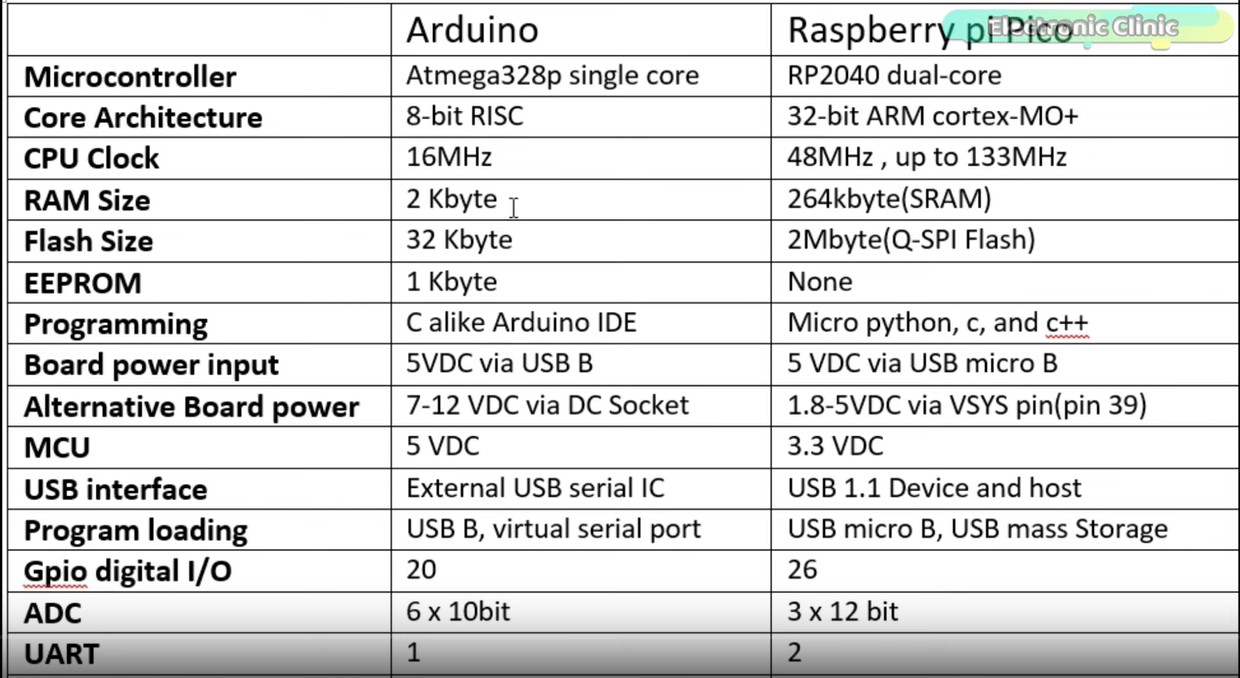 Electronic Clinic
Arduino Raspberry pi Pico
Microcontroller Atmega328p single core RP2040 dual-core
Core Architecture 8-bit RISC 32-bit ARM cortex-MO+
CPU Clock 16MHz 48MHz , up to 133MHz
RAM Size 2 Kbyte 264kbyte(SRAM)
Flash Size 32 Kbyte 2Mbyte(Q-SPI Flash)
EEPROM 1 Kbyte None
Programming C alike Arduino IDE Micro python, c, and c++
Board power input 5VDC via USB B 5 VDC via USB micro B
Alternative Board power 7-12 VDC via DC Socket 1.8-5VDC via VSYS pin(pin 39)
MCU 5 VDC 3.3 VDC
USB interface External USB serial IC USB 1.1 Device and host
Program loading USB B, virtual serial port USB micro B, USB mass Storage
Gpio digital I/O 20 26
ADC 6 x 10bit 3 x 12 bit
UART 1 2